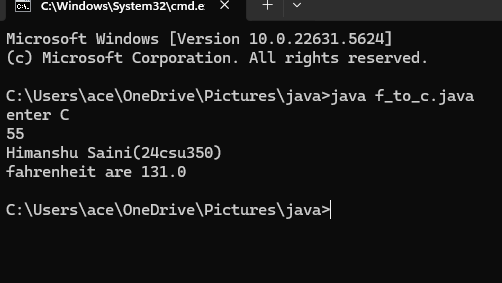 C:\Windows\System32\cmd.e
Microsoft Windows [Version 10.0.22631.5624]
(c) Microsoft Corporation. All rights reserved.
C:\Users\ace\OneDrive\Pictures\java>java f_to_c.java
enter C
55
Himanshu Saini(24csu350)
fahrenheit are 131.0
C:\Users\ace\OneDrive\Pictures\java>